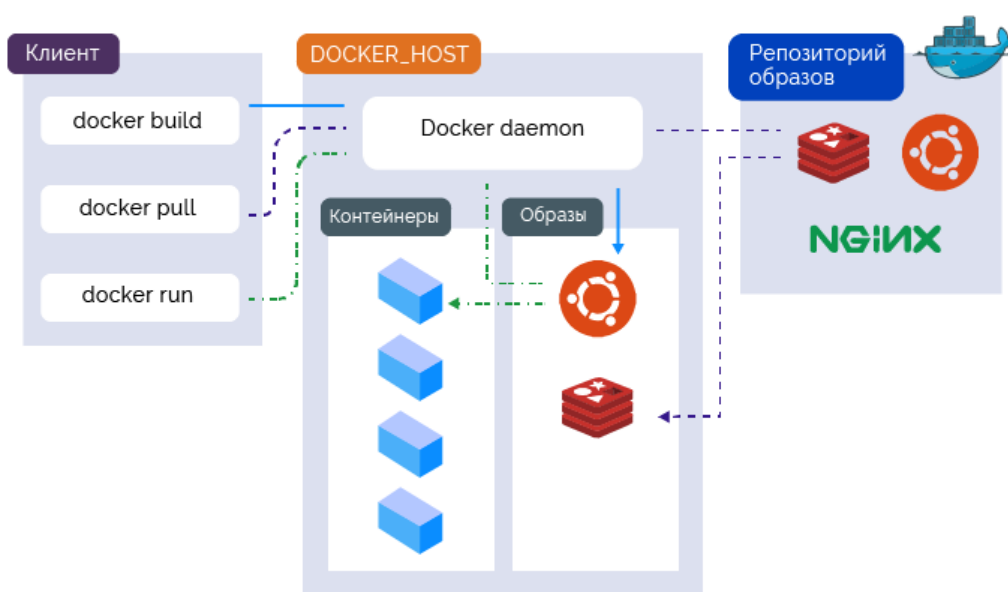 Клиент
docker build
docker pull
docker run
DOCKER_HOST
Docker daemon
Контейнеры
Образы
Репозиторий
образов
NGiNX